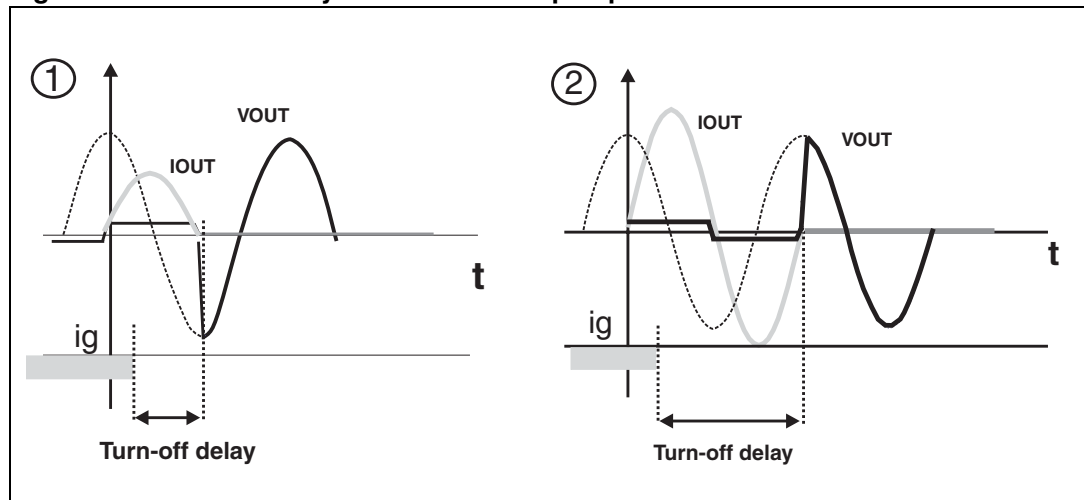 1
VOUT
IOUT
t
ig
Turn-off delay
2
IOUT
VOUT
t
ig
Turn-off delay